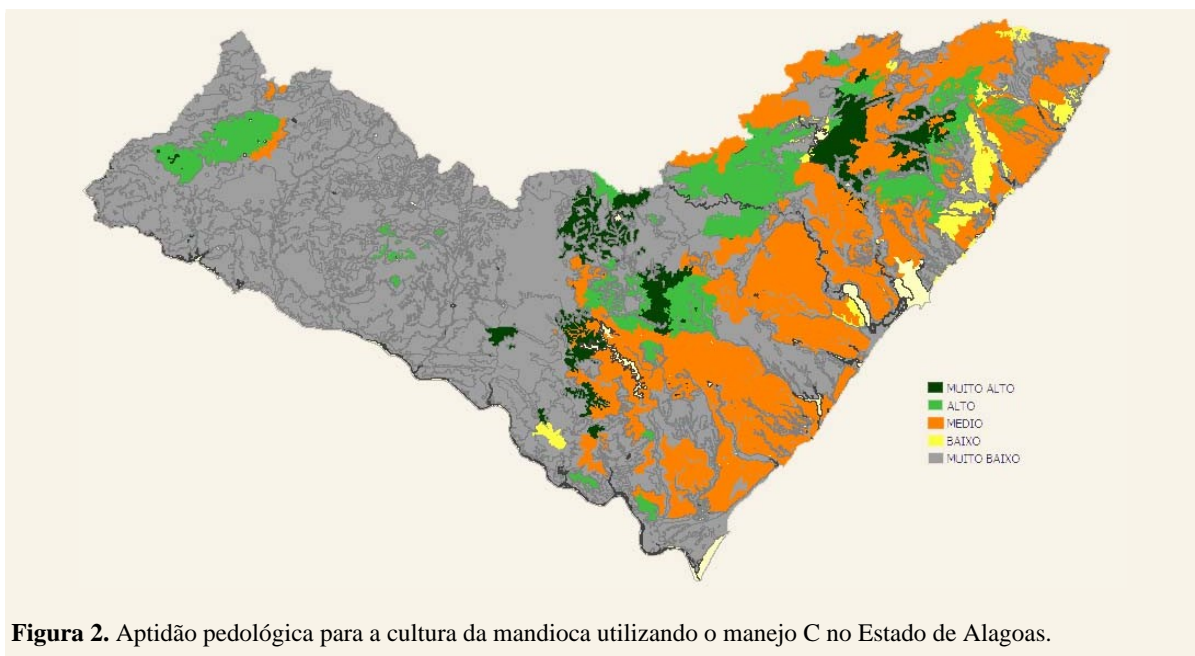 MUITO ALTO
ALTO
MEDIO
BAIXO
MUITO BAIXO
Figura 2. Aptidão pedológica para a cultura da mandioca utilizando o manejo C no Estado de Alagoas.